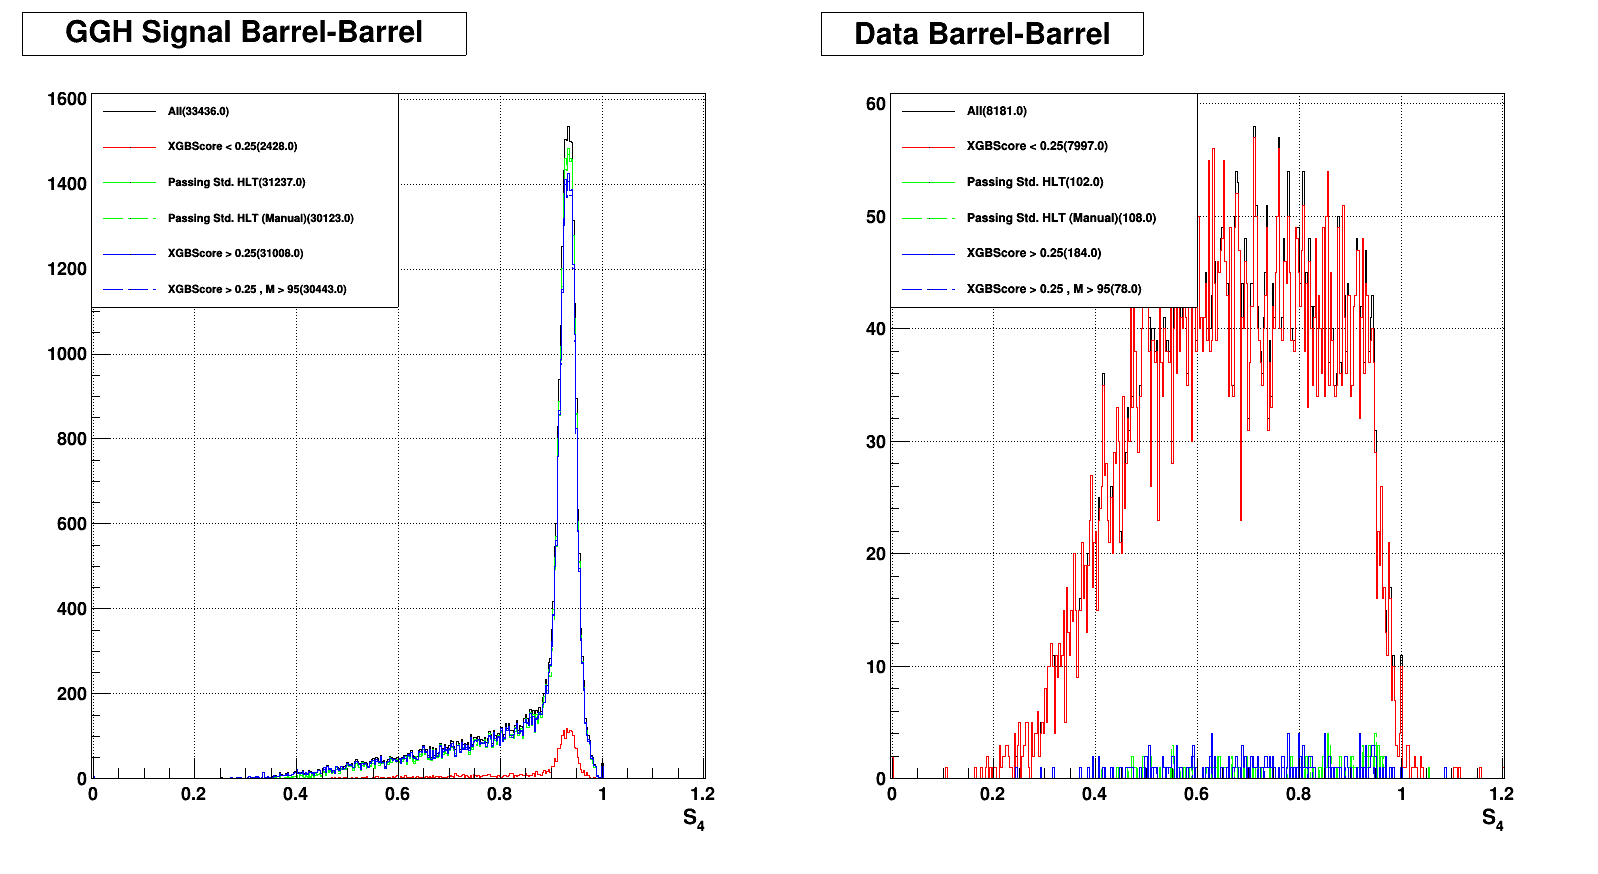 GGH Signal Barrel-Barrel
1600
1400
1200
1000
800
600
400
200
0
All(33436.0)
XGBScore < 0.25(2428.0)
Passing Std. HLT(31237.0)
Passing Std. HLT (Manual)(30123.0)
XGBScore > 0.25(31008.0)
XGBScore > 0.25 , M > 95(30443.0)
0 0.2 0.4 0.6 0.8 1 1.2
S4
Data Barrel-Barrel
60
50
40
30
20
10
0
All(8181.0)
XGBScore < 0.25(7997.0)
Passing Std. HLT(102.0)
Passing Std. HLT (Manual)(108.0)
XGBScore > 0.25(184.0)
XGBScore > 0.25 , M > 95(78.0)
0 0.2 0.4 0.6 0.8 1 1.2
S4